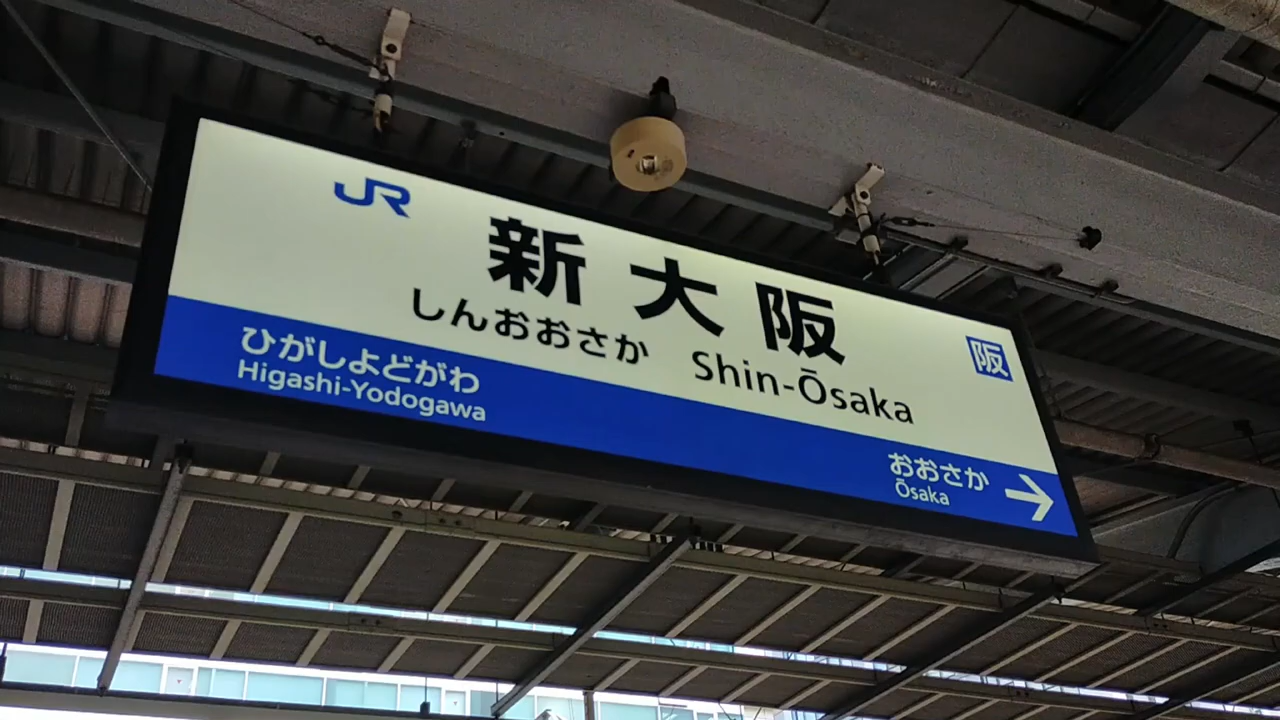 JR
新大阪
しんおおさか Shin-Ōsaka
阪
ひがしよどがわ
Higashi-Yodogawa
おおさか
Ōsaka
→